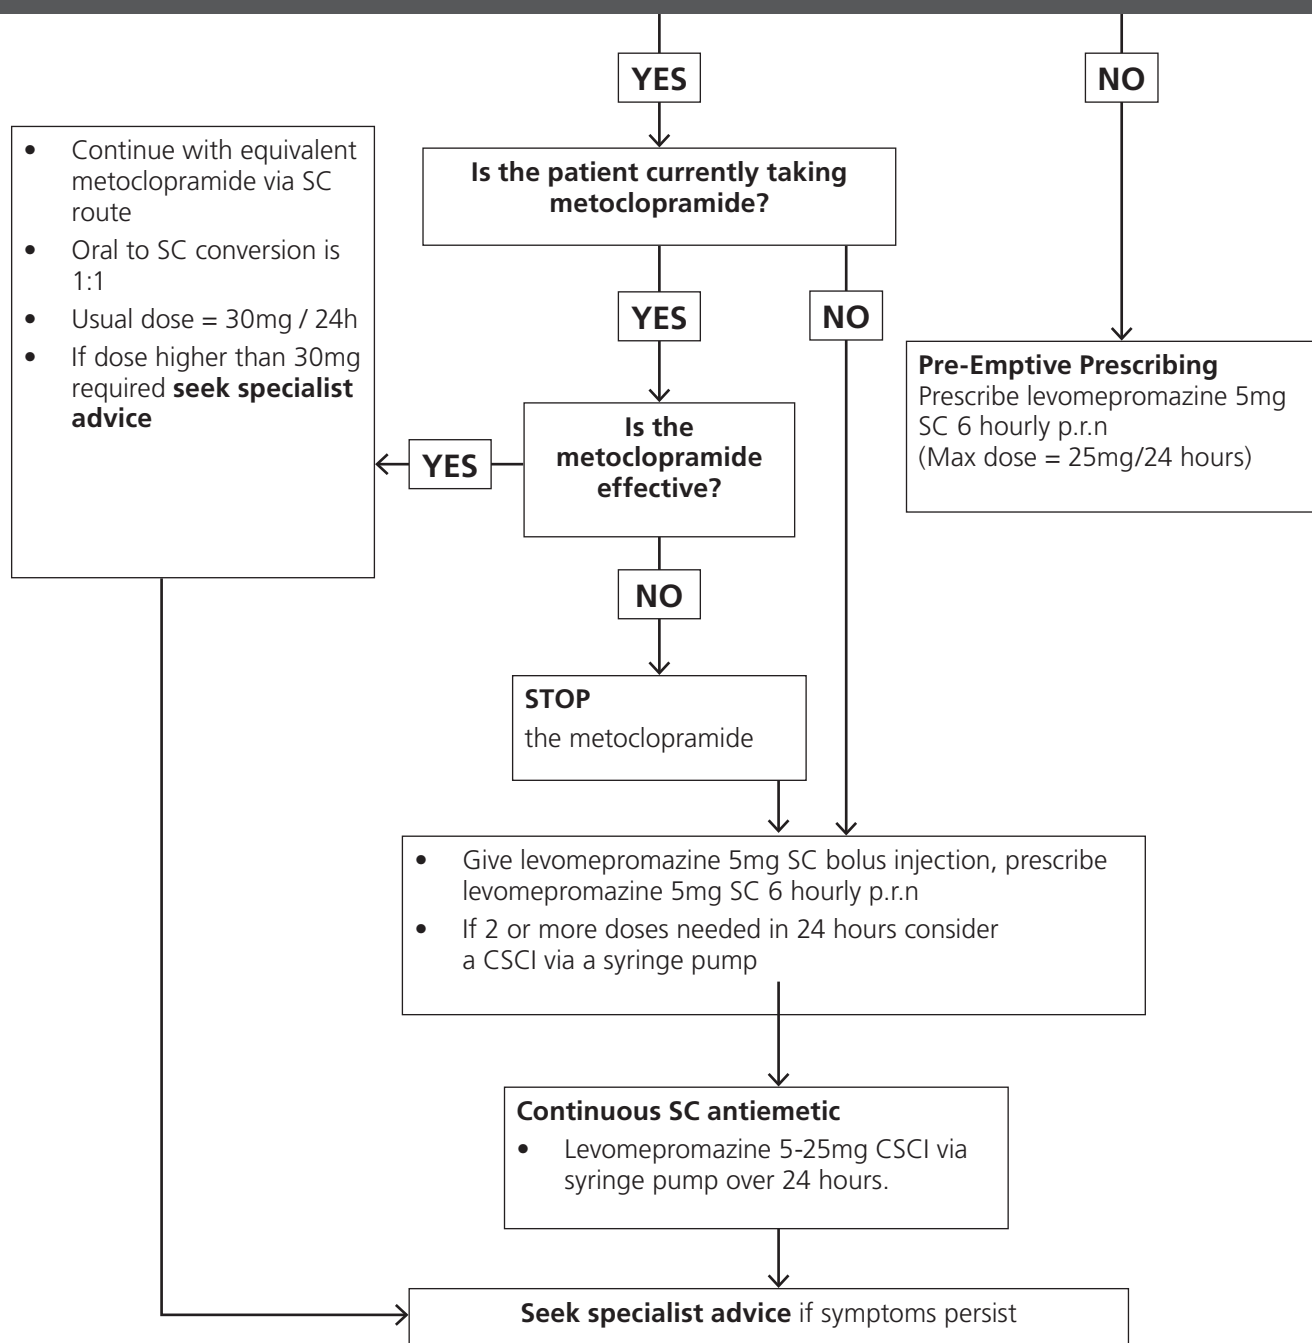 YES
NO
Is the patient currently taking
metoclopramide?
• Continue with equivalent
metoclopramide via SC
route
• Oral to SC conversion is
1:1
• Usual dose = 30mg / 24h
• If dose higher than 30mg
required seek specialist
advice
YES
NO
Pre-Emptive Prescribing
Prescribe levomepromazine 5mg
SC 6 hourly p.r.n
(Max dose = 25mg/24 hours)
Is the
metoclopramide
effective?
YES
NO
STOP
the metoclopramide
• Give levomepromazine 5mg SC bolus injection, prescribe
levomepromazine 5mg SC 6 hourly p.r.n
• If 2 or more doses needed in 24 hours consider
a CSCI via a syringe pump
Continuous SC antiemetic
• Levomepromazine 5-25mg CSCI via
syringe pump over 24 hours.
Seek specialist advice if symptoms persist